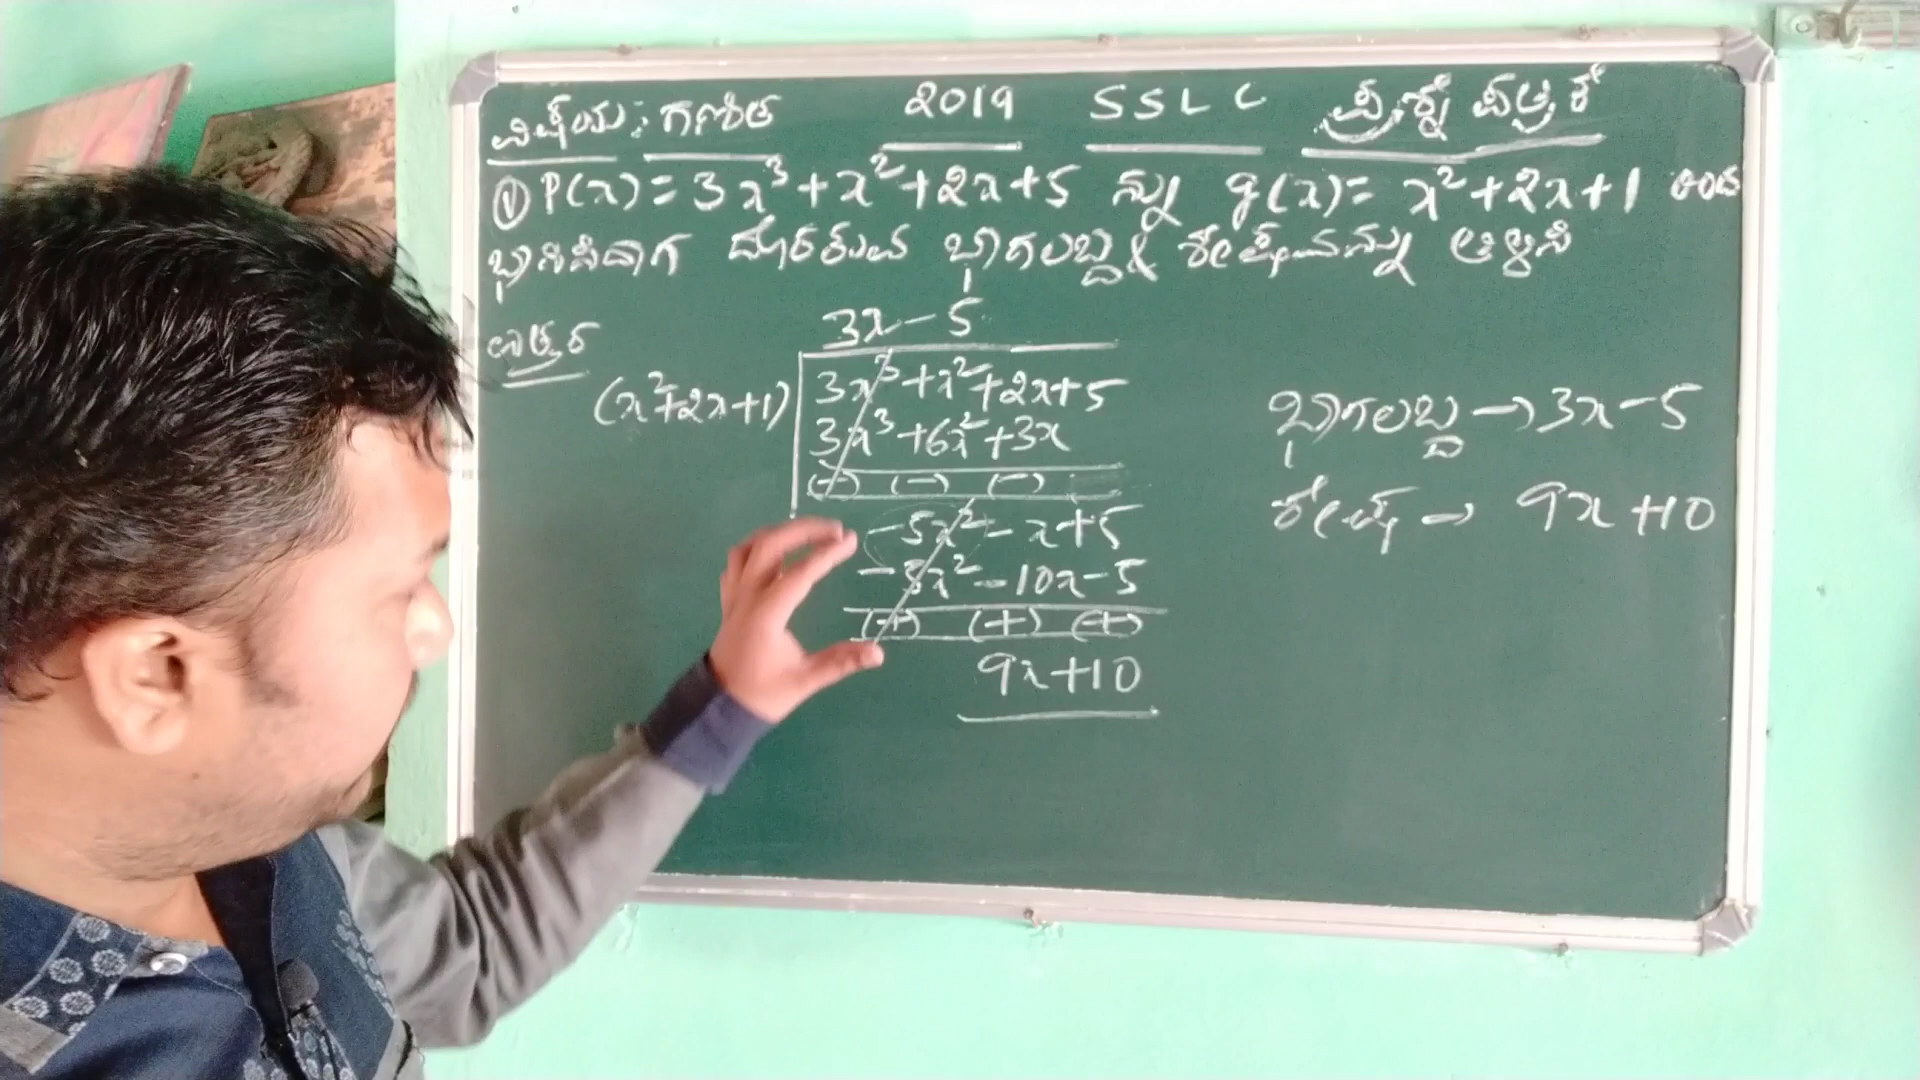 ವಿಷಯ: ಗಣಿತ 2019 SSLC ಪ್ರಶ್ನೆ ಪತ್ರಿಕೆ
① P(x) = 3x³+x²+2x+5 ನ್ನು g(x)= x²+2x+1 ರಿಂದ
ಭಾಗಿಸಿದಾಗ ದೊರಕುವ ಭಾಗಲಬ್ದ & ಶೇಷವನ್ನು ತಿಳಿಸಿ
ಉತ್ತರ
3x-5
(x²+2x+1) 3x³+x²+2x+5
3x³+6x²+3x
(-) (-) (-)
-5x²-x+5
-5x²-10x-5
(+) (+) (+)
9x+10
ಭಾಗಲಬ್ದ → 3x-5
ಶೇಷ → 9x+10